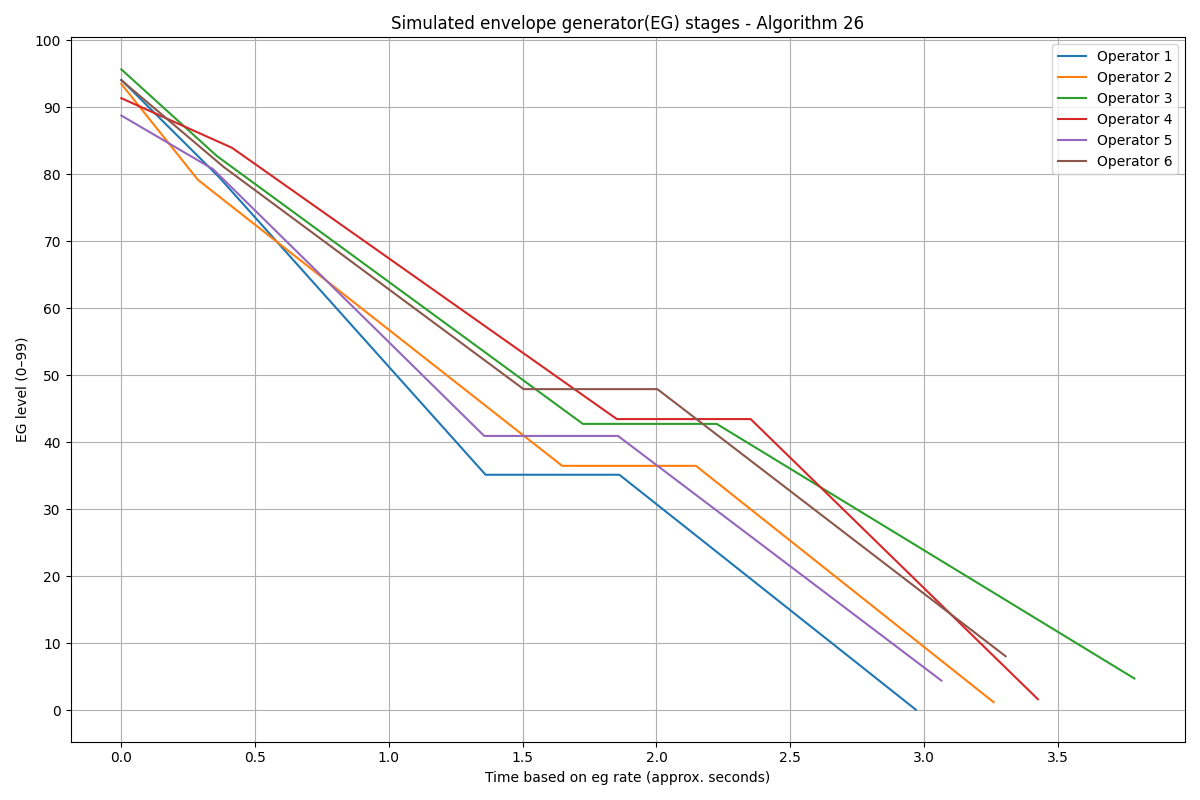 Simulated envelope generator(EG) stages - Algorithm 26
EG level (0–99)
100
90
80
70
60
50
40
30
20
10
0
Operator 1
Operator 2
Operator 3
Operator 4
Operator 5
Operator 6
0.0 0.5 1.0 1.5 2.0 2.5 3.0 3.5
Time based on eg rate (approx. seconds)